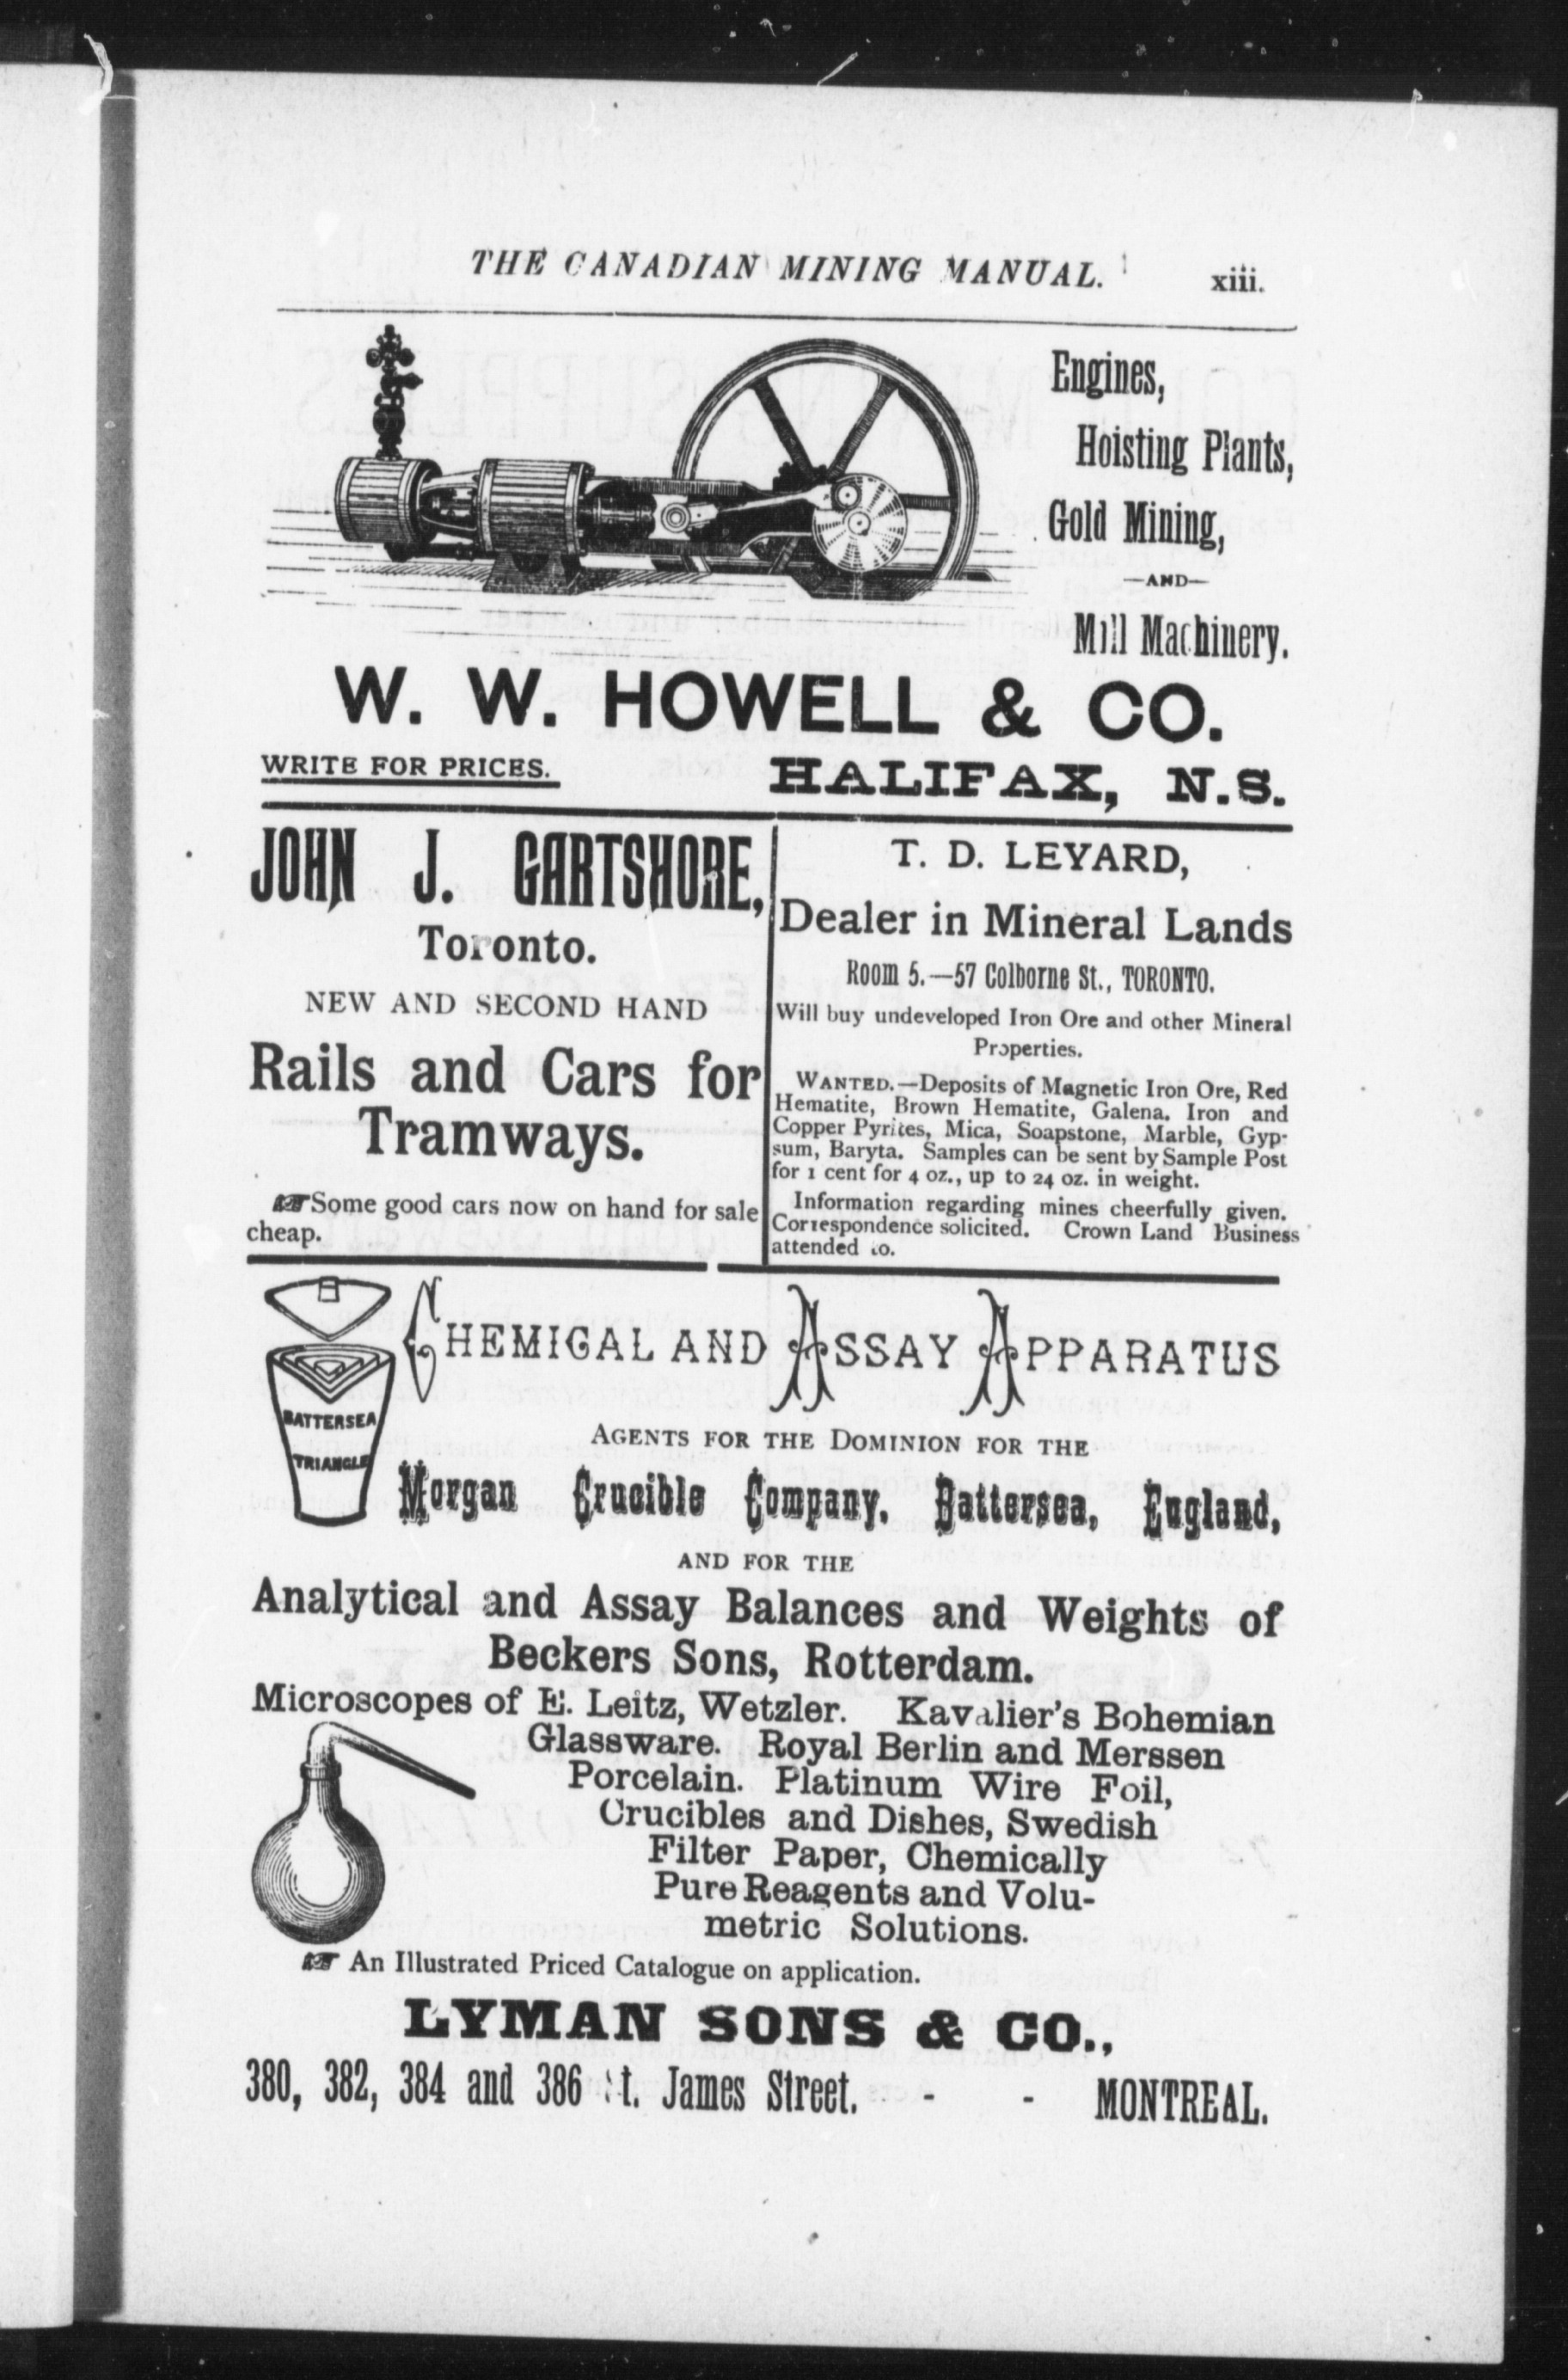 THE CANADIAN MINING MANUAL.
xiii.
Engines,
Hoisting Plants,
Gold Mining,
—AND—
Mill Machinery.
W. W. HOWELL & CO.
WRITE FOR PRICES.
HALIFAX, N.S.
JOHN J. GARTSHORE,
Toronto.
NEW AND SECOND HAND
Rails and Cars for
Tramways.
☞Some good cars now on hand for sale
cheap.
T. D. LEYARD,
Dealer in Mineral Lands
Room 5.—57 Colborne St., TORONTO.
Will buy undeveloped Iron Ore and other Mineral
Properties.
WANTED.—Deposits of Magnetic Iron Ore, Red
Hematite, Brown Hematite, Galena. Iron and
Copper Pyrites, Mica, Soapstone, Marble, Gyp-
sum, Baryta. Samples can be sent by Sample Post
for 1 cent for 4 oz., up to 24 oz. in weight.
Information regarding mines cheerfully given.
Correspondence solicited. Crown Land Business
attended to.
CHEMICAL AND ASSAY APPARATUS
BATTERSEA
TRIANGLE
AGENTS FOR THE DOMINION FOR THE
Morgan Crucible Company, Battersea, England,
AND FOR THE
Analytical and Assay Balances and Weights of
Beckers Sons, Rotterdam.
Microscopes of E. Leitz, Wetzler. Kavalier's Bohemian
Glassware. Royal Berlin and Merssen
Porcelain. Platinum Wire Foil,
Crucibles and Dishes, Swedish
Filter Paper, Chemically
Pure Reagents and Volu-
metric Solutions.
☞ An Illustrated Priced Catalogue on application.
LYMAN SONS & CO.,
380, 382, 384 and 386 St. James Street. - - MONTREAL.